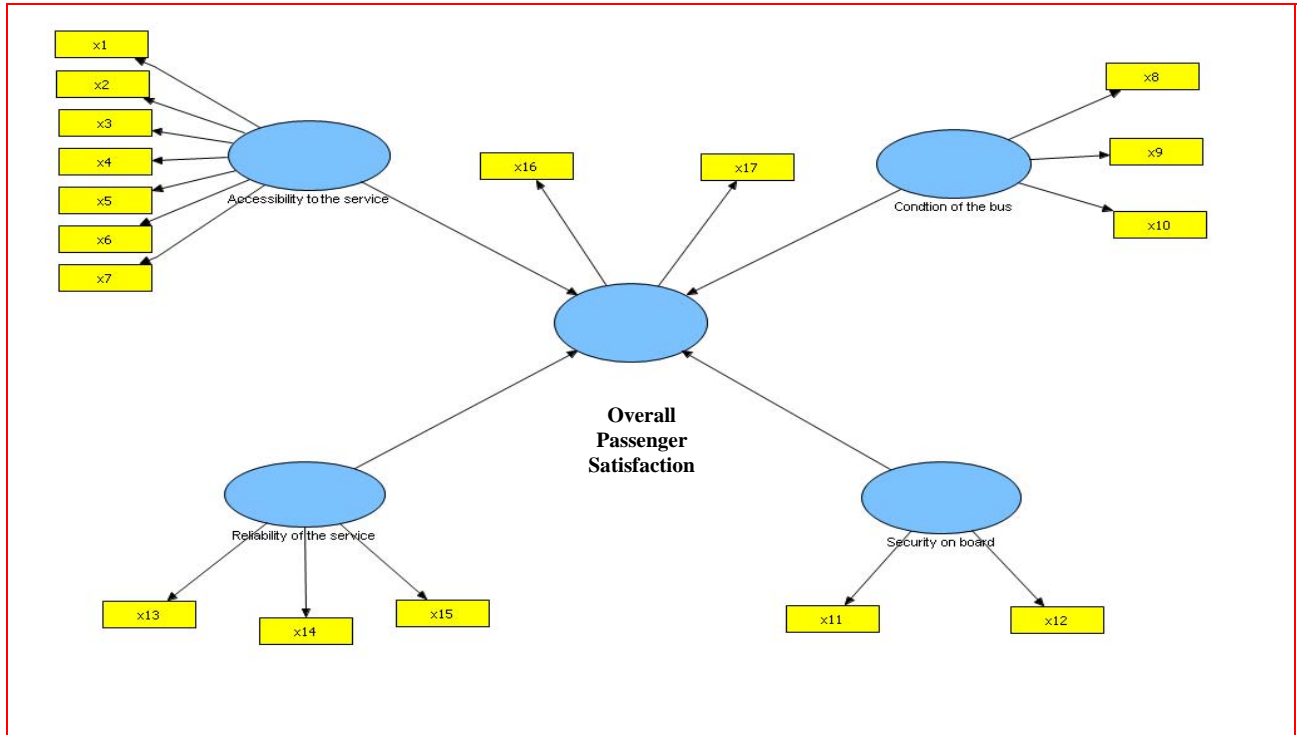 x1
x2
x3
x4
x5
x6
x7
Accessibility to the service
x16
x17
x8
x9
x10
Condtion of the bus
Overall
Passenger
Satisfaction
Reliability of the service
x13
x14
x15
Security on board
x11
x12